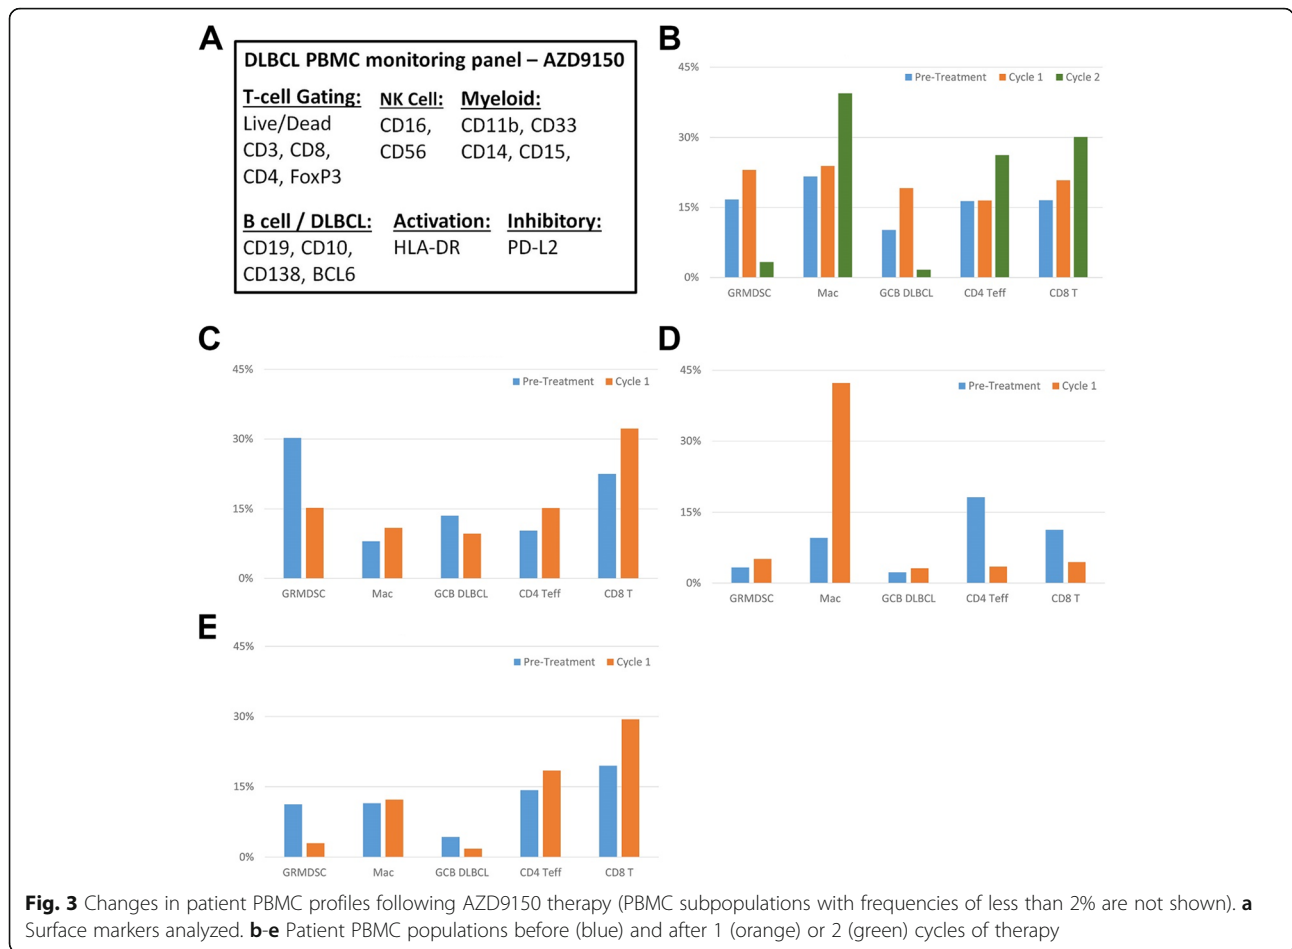 A
DLBCL PBMC monitoring panel – AZD9150
T-cell Gating:
Live/Dead
CD3, CD8,
CD4, FoxP3
NK Cell:
CD16,
CD56
Myeloid:
CD11b, CD33
CD14, CD15,
B cell / DLBCL:
CD19, CD10,
CD138, BCL6
Activation:
HLA-DR
Inhibitory:
PD-L2
B
Pre-Treatment Cycle 1 Cycle 2
45%
30%
15%
0%
GRMDSC Mac GCB DLBCL CD4 Teff CD8 T
C
Pre-Treatment Cycle 1
45%
30%
15%
0%
GRMDSC Mac GCB DLBCL CD4 Teff CD8 T
D
Pre-Treatment Cycle 1
45%
30%
15%
0%
GRMDSC Mac GCB DLBCL CD4 Teff CD8 T
E
Pre-Treatment Cycle 1
45%
30%
15%
0%
GRMDSC Mac GCB DLBCL CD4 Teff CD8 T
Fig. 3 Changes in patient PBMC profiles following AZD9150 therapy (PBMC subpopulations with frequencies of less than 2% are not shown). a
Surface markers analyzed. b-e Patient PBMC populations before (blue) and after 1 (orange) or 2 (green) cycles of therapy